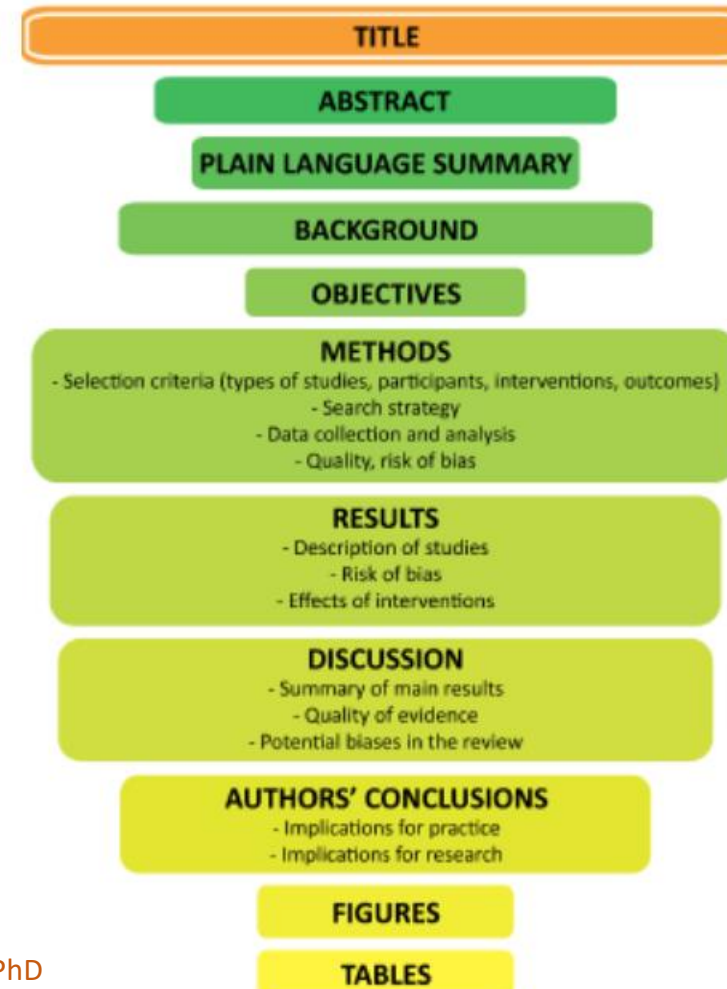 TITLE
ABSTRACT
PLAIN LANGUAGE SUMMARY
BACKGROUND
OBJECTIVES
METHODS
- Selection criteria (types of studies, participants, interventions, outcomes)
- Search strategy
- Data collection and analysis
- Quality, risk of bias
RESULTS
- Description of studies
- Risk of bias
- Effects of interventions
DISCUSSION
- Summary of main results
- Quality of evidence
- Potential biases in the review
AUTHORS' CONCLUSIONS
- Implications for practice
- Implications for research
FIGURES
PhD
TABLES